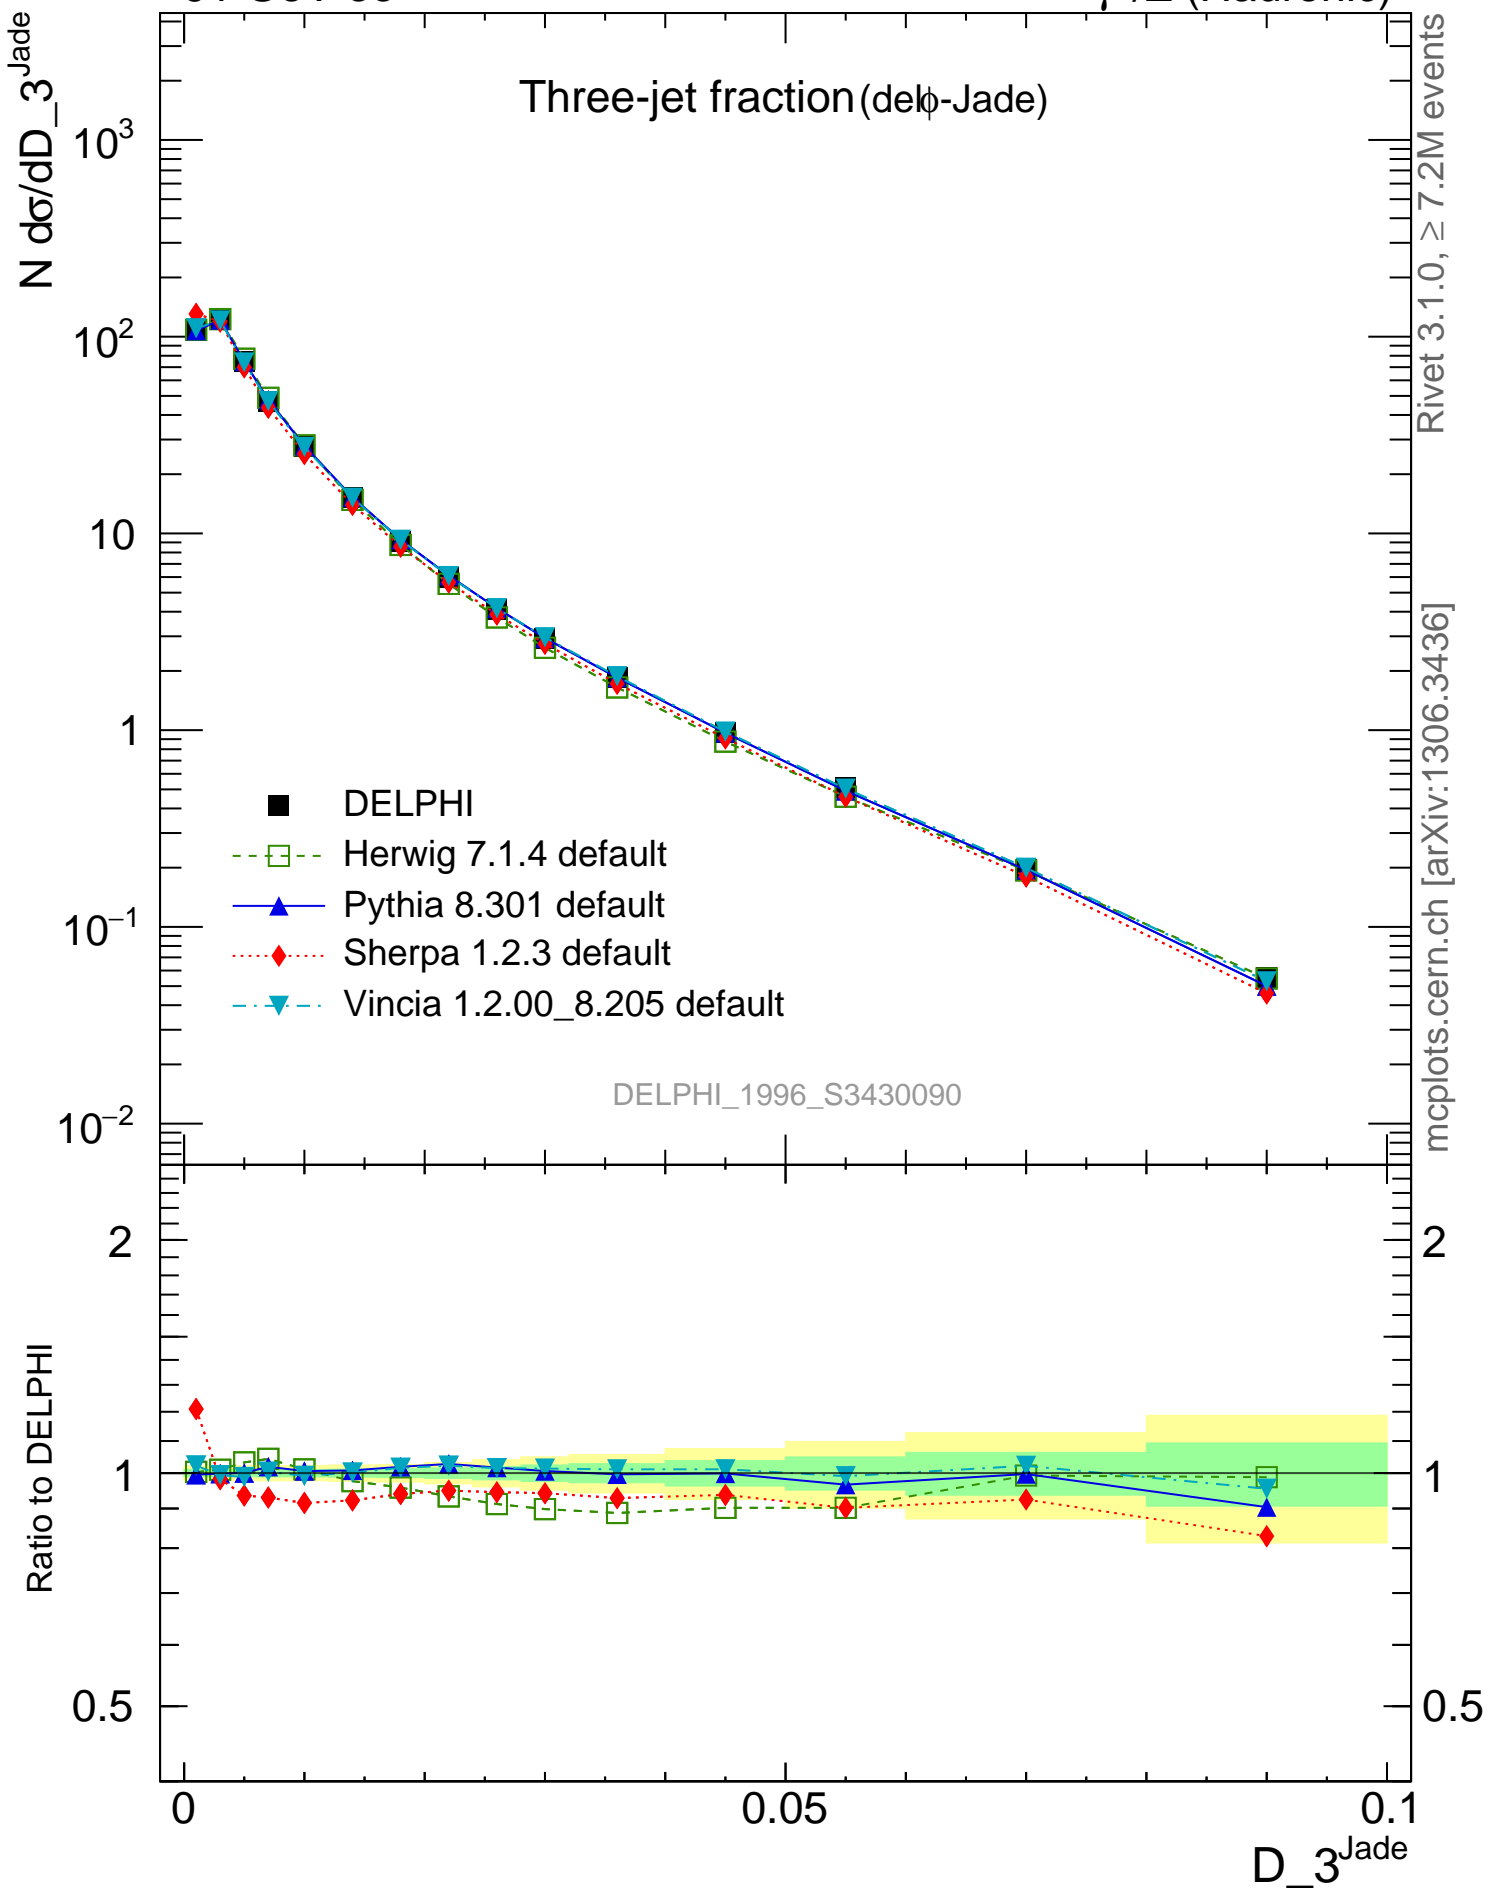 Three-jet fraction (delϕ-Jade)
N dσ/dD_3^Jade
10^3
10^2
10
1
10^−1
10^−2
DELPHI
Herwig 7.1.4 default
Pythia 8.301 default
Sherpa 1.2.3 default
Vincia 1.2.00_8.205 default
DELPHI_1996_S3430090
Rivet 3.1.0, ≥ 7.2M events
mcplots.cern.ch [arXiv:1306.3436]
Ratio to DELPHI
2
1
0.5
2
1
0.5
0
0.05
0.1
D_3^Jade